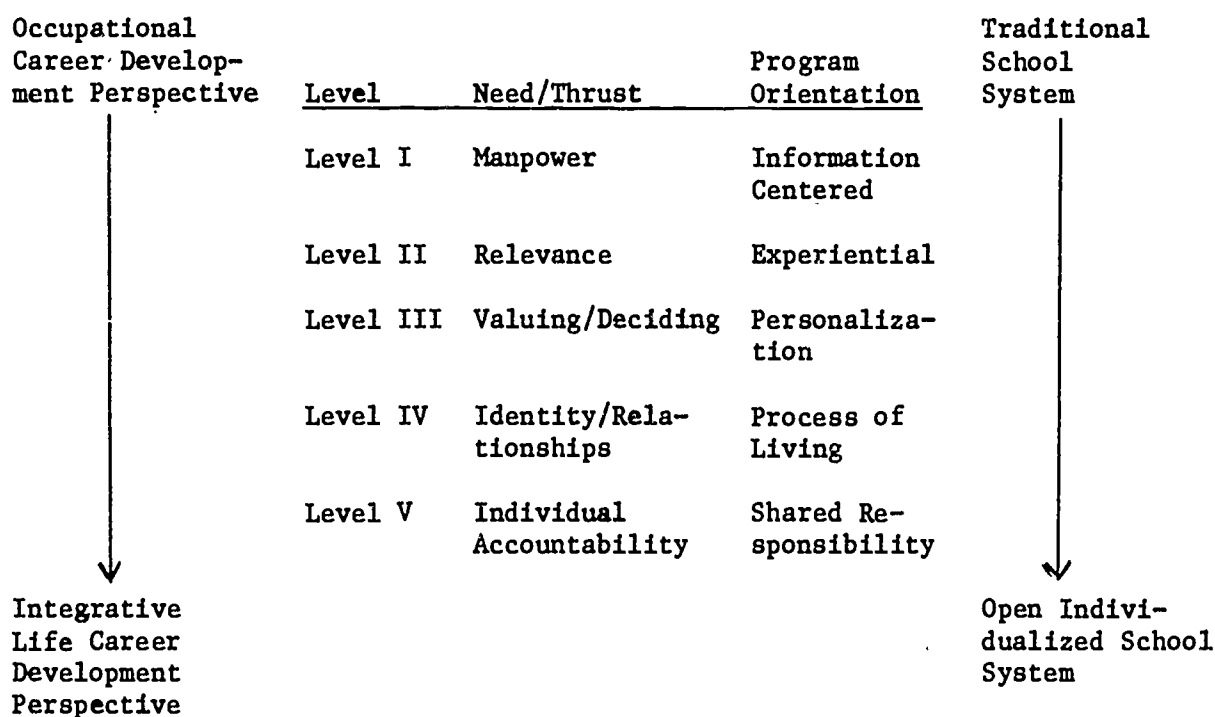 Occupational
Career Develop-
ment Perspective
Traditional
School
System
Level Need/Thrust Program
Orientation
Level I Manpower Information
Centered
Level II Relevance Experiential
Level III Valuing/Deciding Personaliza-
tion
Level IV Identity/Rela- Process of
tionships Living
Level V Individual Shared Re-
Accountability sponsibility
Integrative
Life Career
Development
Perspective
Open Indivi-
dualized School
System